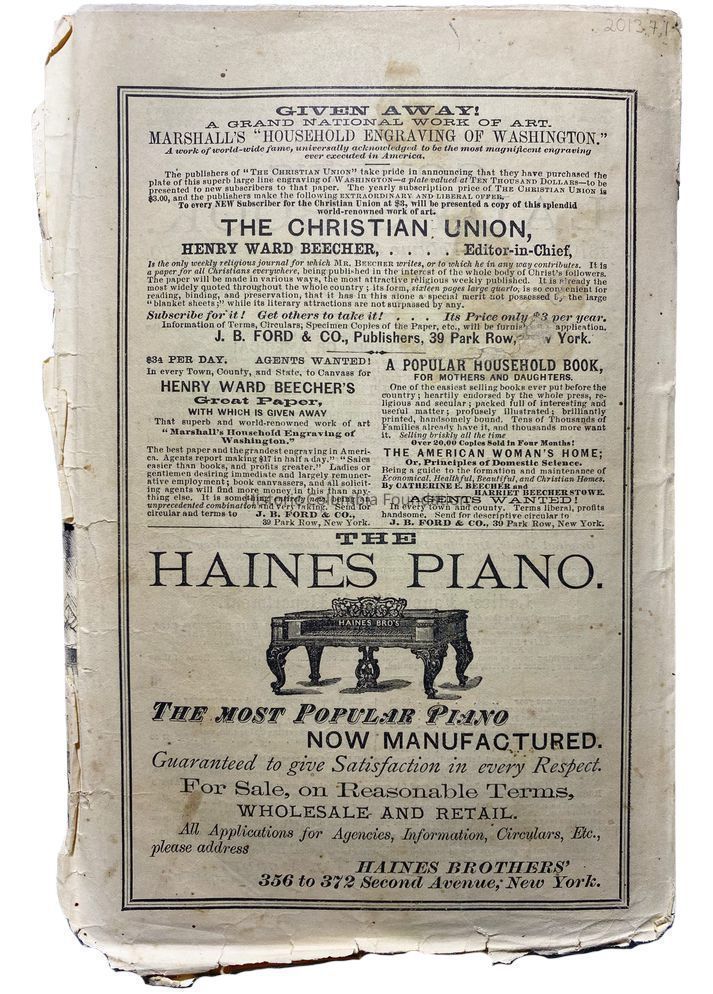 2013.7.1
GIVEN AWAY!
A GRAND NATIONAL WORK OF ART.
MARSHALL'S "HOUSEHOLD ENGRAVING OF WASHINGTON."
A work of world-wide fame, universally acknowledged to be the most magnificent engraving
ever executed in America.
The publishers of "THE CHRISTIAN UNION" take pride in announcing that they have purchased the
plate of this superb large line engraving of WASHINGTON—a plate valued at TEN THOUSAND DOLLARS—to be
presented to new subscribers to that paper. The yearly subscription price of THE CHRISTIAN UNION is
$3.00, and the publishers make the following EXTRAORDINARY AND LIBERAL OFFER.
To every NEW Subscriber for the Christian Union at $3, will be presented a copy of this splendid
world-renowned work of art.
THE CHRISTIAN UNION,
HENRY WARD BEECHER, . . . . Editor-in-Chief,
Is the only weekly religious journal for which MR. BEECHER writes, or to which he in any way contributes. It is
a paper for all Christians everywhere, being published in the interest of the whole body of Christ's followers.
The paper will be made in various ways, the most attractive religious weekly published. It is already the
most widely quoted throughout the whole country; its form, sixteen pages large quarto, is so convenient for
reading, binding, and preservation, that it has in this alone a special merit not possessed by the large
"blanket sheets;" while its literary attractions are not surpassed by any.
Subscribe for it! Get others to take it! . . . . Its Price only $3 per year.
Information of Terms, Circulars, Specimen Copies of the Paper, etc., will be furnis application.
J. B. FORD & CO., Publishers, 39 Park Row, w York.
$34 PER DAY. AGENTS WANTED!
In every Town, County, and State, to Canvass for
HENRY WARD BEECHER'S
Great Paper,
WITH WHICH IS GIVEN AWAY
That superb and world-renowned work of art
"Marshall's Household Engraving of
Washington."
The best paper and the grandest engraving in Ameri-
ca. Agents report making $17 in half a day." "Sales
easier than books, and profits greater." Ladies or
gentlemen desiring immediate and largely remuner-
ative employment; book canvassers, and all solicit-
ing agents will find more money in this than any-
thing else. It is something
unprecedented combination and very taking. Send for
circular and terms to J. B. FORD & CO.,
39 Park Row, New York.
A POPULAR HOUSEHOLD BOOK,
FOR MOTHERS AND DAUGHTERS.
One of the easiest selling books ever put before the
country; heartily endorsed by the whole press, re-
ligious and secular; packed full of interesting and
useful matter; profusely illustrated; brilliantly
printed, handsomely bound. Tens of Thousands of
Families already have it, and thousands more want
it. Selling briskly all the time
Over 20,00 Copies Sold in Four Months!
THE AMERICAN WOMAN'S HOME;
Or, Principles of Domestic Science.
Being a guide to the formation and maintenance of
Economical, Healthful, Beautiful, and Christian Homes.
By CATHERINE E. BEECHER and
HARRIET BEECHER STOWE.
AGENTS WANTED!
In every town and county. Terms liberal, profits
handsome. Send for descriptive circular to
J. B. FORD & CO., 39 Park Row, New York.
THE
HAINES PIANO.
HAINES BRO'S
THE MOST POPULAR PIANO
NOW MANUFACTURED.
Guaranteed to give Satisfaction in every Respect.
For Sale, on Reasonable Terms,
WHOLESALE AND RETAIL.
All Applications for Agencies, Information, Circulars, Etc.,
please address
HAINES BROTHERS'
356 to 372 Second Avenue, New York.